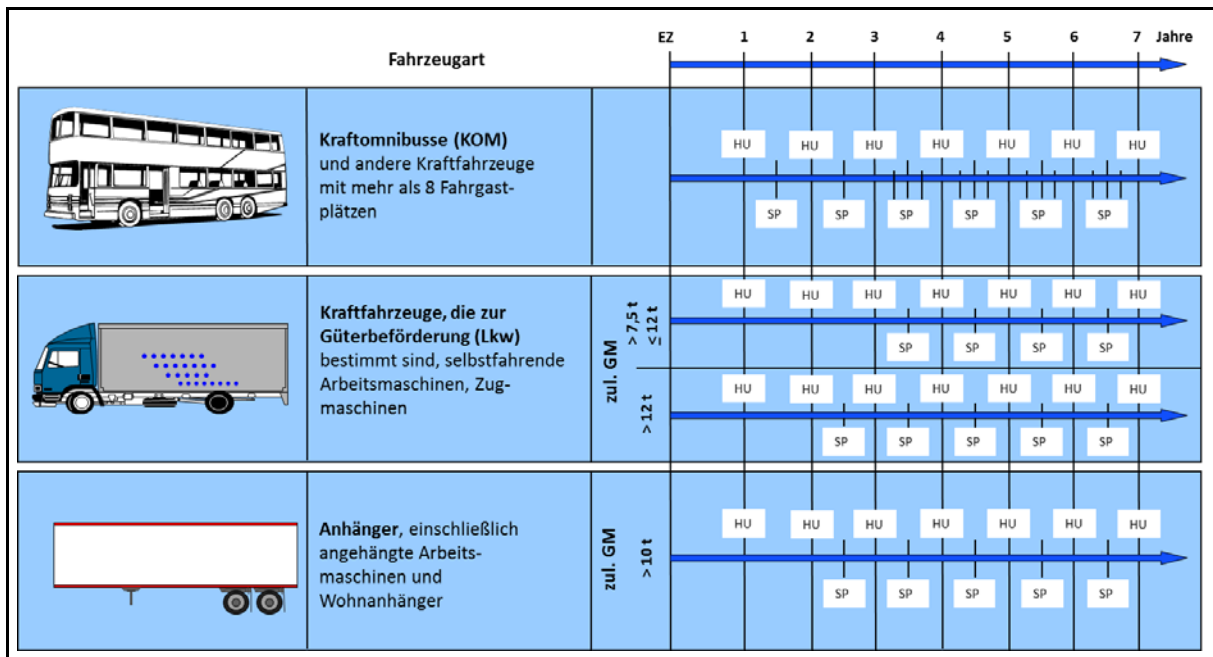 EZ 1 2 3 4 5 6 7 Jahre
Fahrzeugart
Kraftomnibusse (KOM)
und andere Kraftfahrzeuge
mit mehr als 8 Fahrgast-
plätzen
HU HU HU HU HU HU HU
SP SP SP SP SP SP
Kraftfahrzeuge, die zur
Güterbeförderung (Lkw)
bestimmt sind, selbstfahrende
Arbeitsmaschinen, Zug-
maschinen
zul. GM
> 7,5 t
≤ 12 t
HU HU HU HU HU HU HU
SP SP SP SP
> 12 t
HU HU HU HU HU HU HU
SP SP SP SP SP
Anhänger, einschließlich
angehängte Arbeits-
maschinen und
Wohnanhänger
zul. GM
> 10 t
HU HU HU HU HU HU HU
SP SP SP SP SP